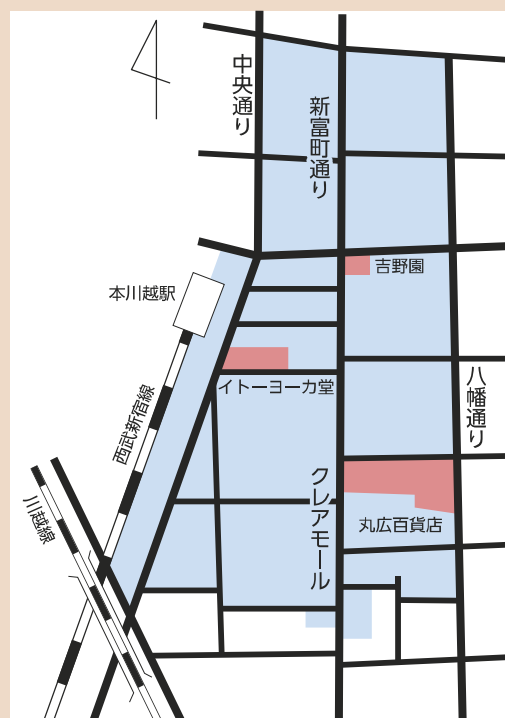 中央通り
新富町通り
吉野園
本川越駅
イトーヨーカ堂
八幡通り
西武新宿線
クレアモール
川越線
丸広百貨店